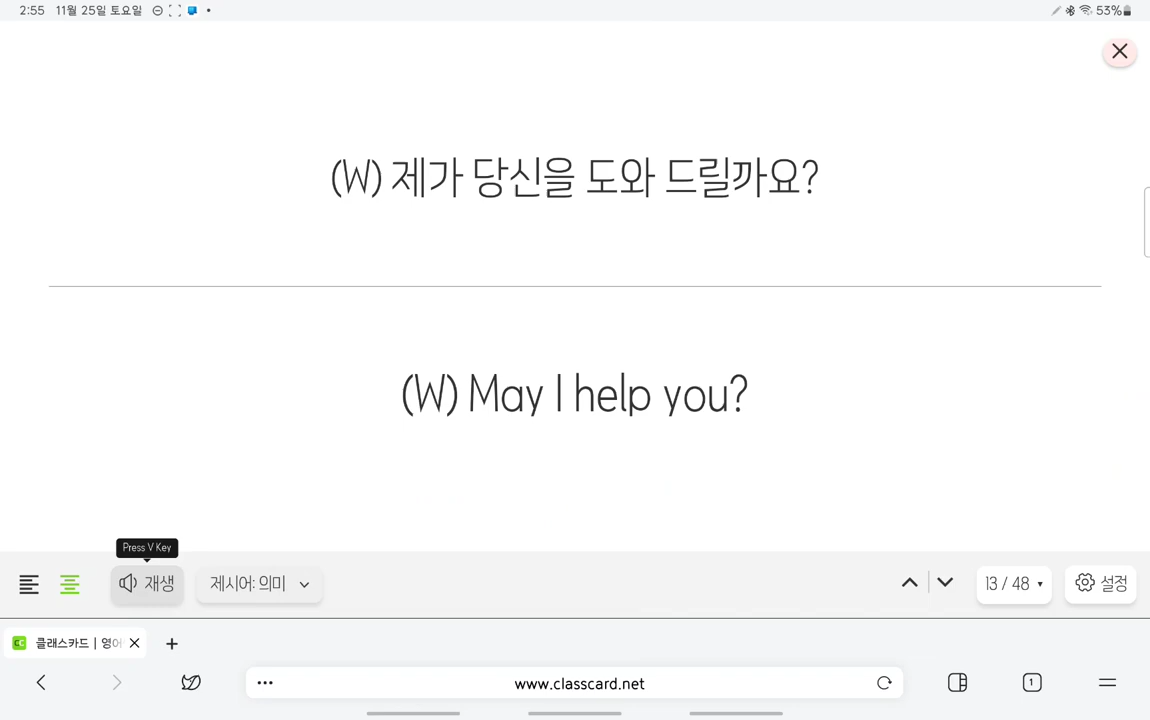 2:55 11월 25일 토요일
53%
(W) 제가 당신을 도와 드릴까요?
(W) May I help you?
Press V Key
재생
제시어: 의미
13 / 48
설정
클래스카드 | 영어
1
www.classcard.net